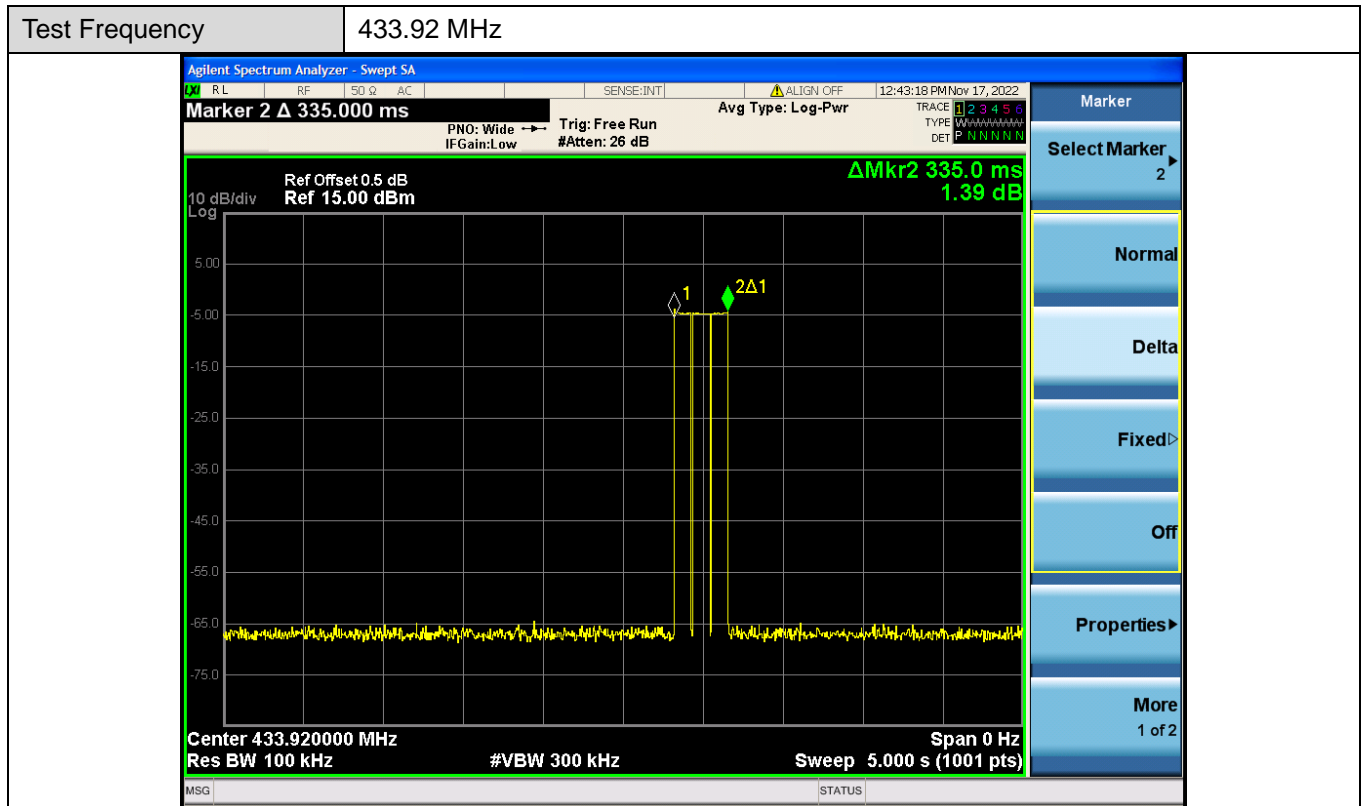 Test Frequency 433.92 MHz
Agilent Spectrum Analyzer - Swept SA
LXI RL RF 50 Ω AC SENSE:INT ALIGN OFF 12:43:18 PM Nov 17, 2022
Marker 2 Δ 335.000 ms
PNO: Wide
IFGain:Low
Trig: Free Run
#Atten: 26 dB
Avg Type: Log-Pwr
TRACE 1 2 3 4 5 6
TYPE W
DET P N N N N N
ΔMkr2 335.0 ms
1.39 dB
Ref Offset 0.5 dB
10 dB/div Ref 15.00 dBm
Log
5.00
-5.00
-15.0
-25.0
-35.0
-45.0
-55.0
-65.0
-75.0
1
2Δ1
Center 433.920000 MHz Span 0 Hz
Res BW 100 kHz #VBW 300 kHz Sweep 5.000 s (1001 pts)
MSG STATUS
Marker
Select Marker
2
Normal
Delta
Fixed
Off
Properties
More
1 of 2